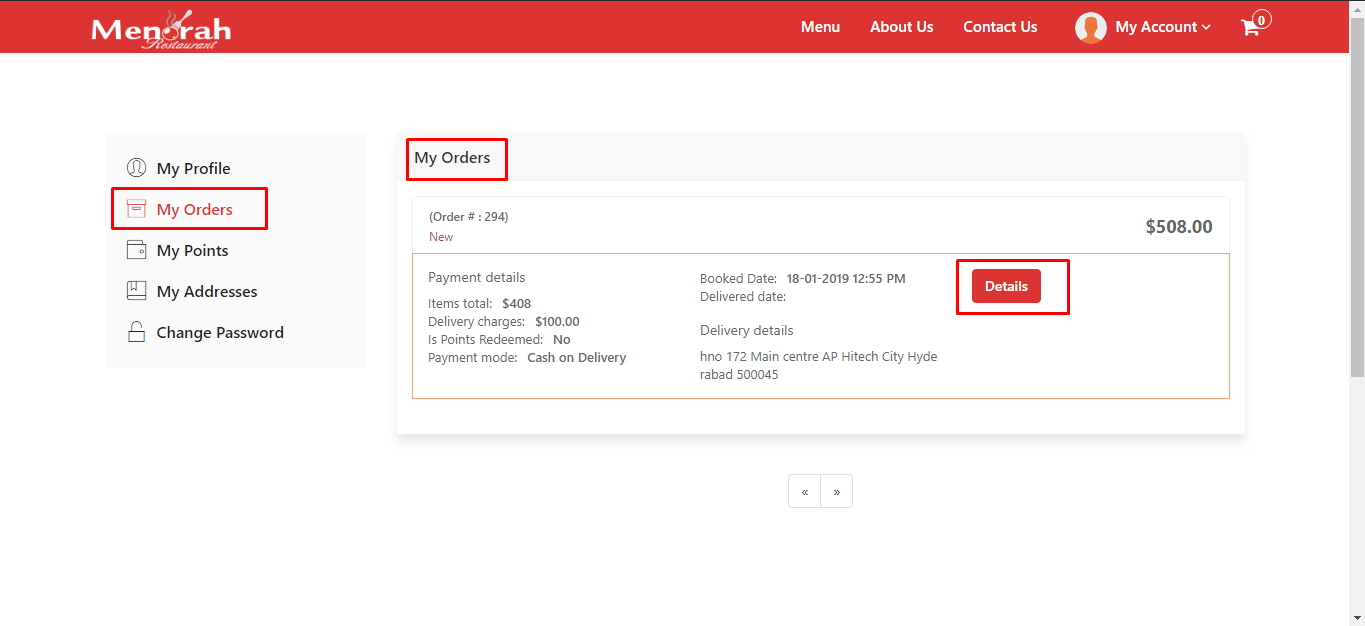 Menorah
Restaurant
Menu About Us Contact Us My Account 0
My Profile
My Orders
My Points
My Addresses
Change Password
My Orders
(Order # : 294)
New
$508.00
Payment details
Items total: $408
Delivery charges: $100.00
Is Points Redeemed: No
Payment mode: Cash on Delivery
Booked Date: 18-01-2019 12:55 PM
Delivered date:
Delivery details
hno 172 Main centre AP Hitech City Hyde
rabad 500045
Details
« »